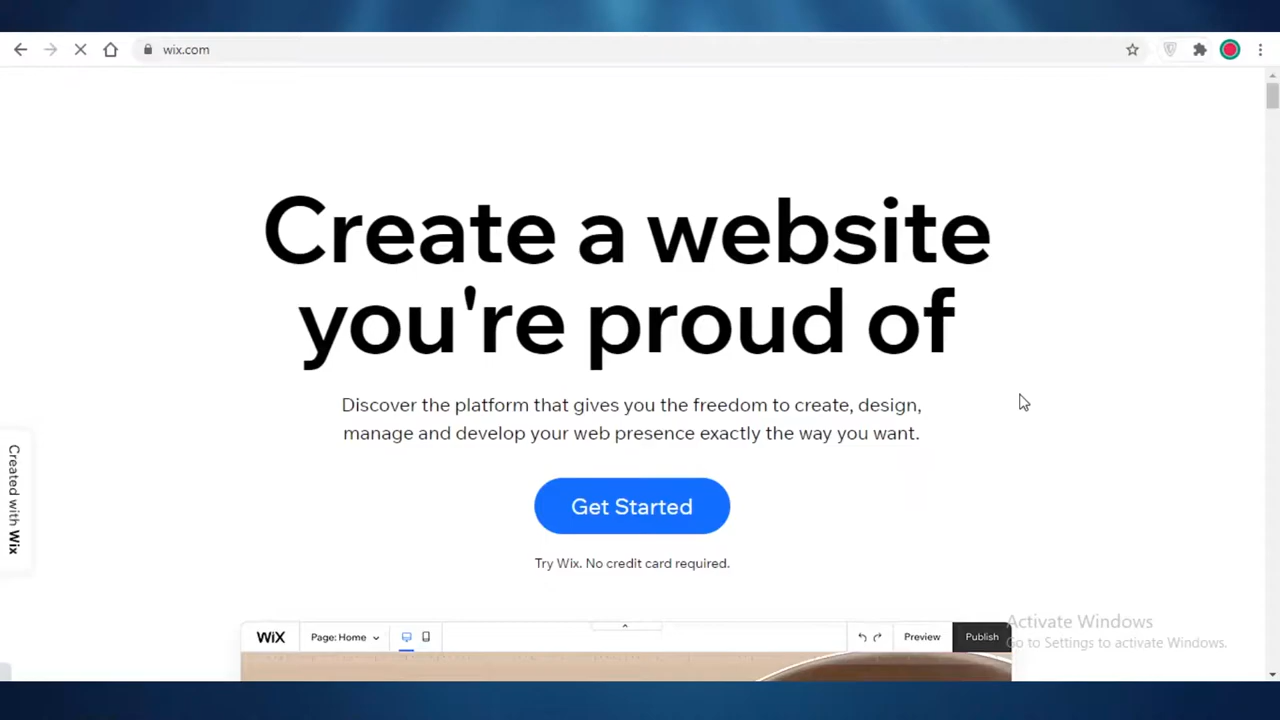 wix.com
Create a website
you're proud of
Discover the platform that gives you the freedom to create, design,
manage and develop your web presence exactly the way you want.
Get Started
Created with Wix
Try Wix. No credit card required.
WiX Page: Home Preview Publish
Activate Windows
Go to Settings to activate Windows.